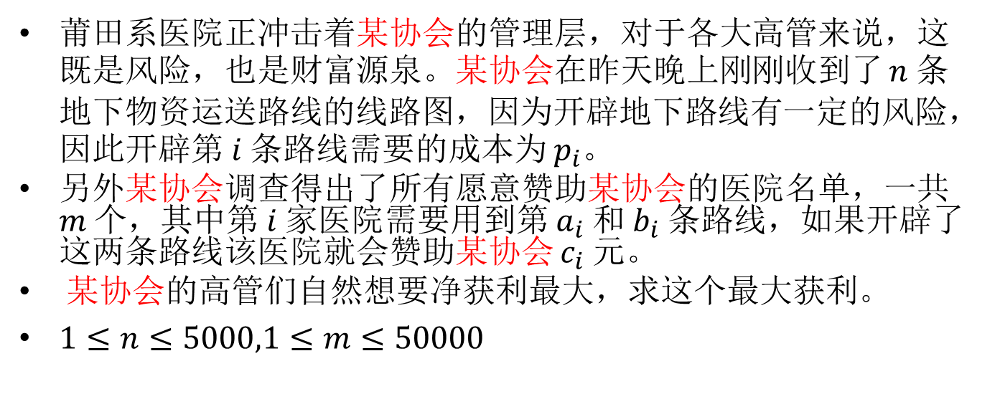 • 莆田系医院正冲击着某协会的管理层，对于各大高管来说，这
既是风险，也是财富源泉。某协会在昨天晚上刚刚收到了 n 条
地下物资运送路线的线路图，因为开辟地下路线有一定的风险，
因此开辟第 i 条路线需要的成本为 pᵢ。
• 另外某协会调查得出了所有愿意赞助某协会的医院名单，一共
m 个，其中第 i 家医院需要用到第 aᵢ 和 bᵢ 条路线，如果开辟了
这两条路线该医院就会赞助某协会 cᵢ 元。
• 某协会的高管们自然想要净获利最大，求这个最大获利。
• 1 ≤ n ≤ 5000,1 ≤ m ≤ 50000